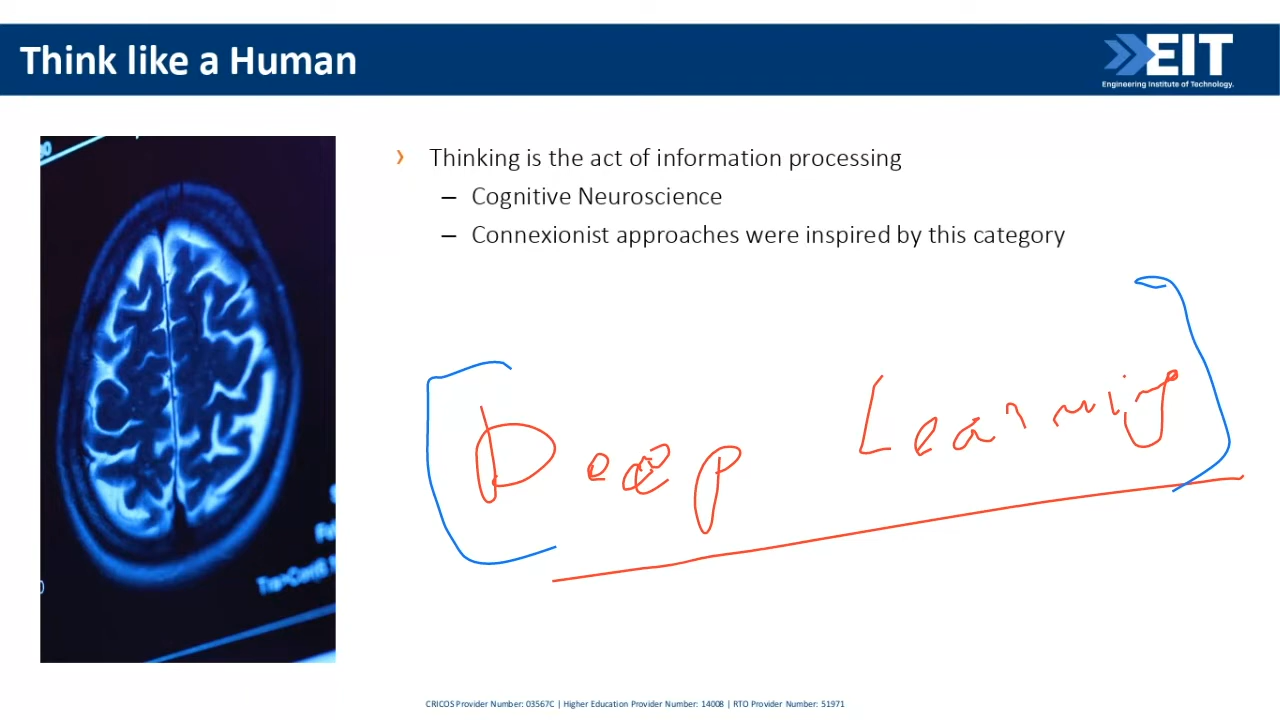 Think like a Human
EIT
Engineering Institute of Technology.
› Thinking is the act of information processing
– Cognitive Neuroscience
– Connexionist approaches were inspired by this category
Deep Learning
CRICOS Provider Number: 03567C | Higher Education Provider Number: 14008 | RTO Provider Number: 51971